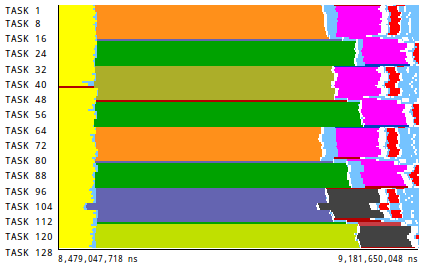 TASK 1
TASK 8
TASK 16
TASK 24
TASK 32
TASK 40
TASK 48
TASK 56
TASK 64
TASK 72
TASK 80
TASK 88
TASK 96
TASK 104
TASK 112
TASK 120
TASK 128
8,479,047,718 ns 9,181,650,048 ns